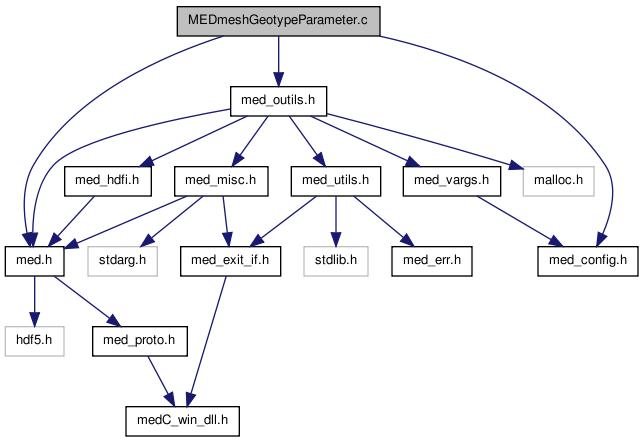 MEDmeshGeotypeParameter.c
med_outils.h
med_hdfi.h
med_misc.h
med_utils.h
med_vargs.h
malloc.h
med.h
stdarg.h
med_exit_if.h
stdlib.h
med_err.h
med_config.h
hdf5.h
med_proto.h
medC_win_dll.h